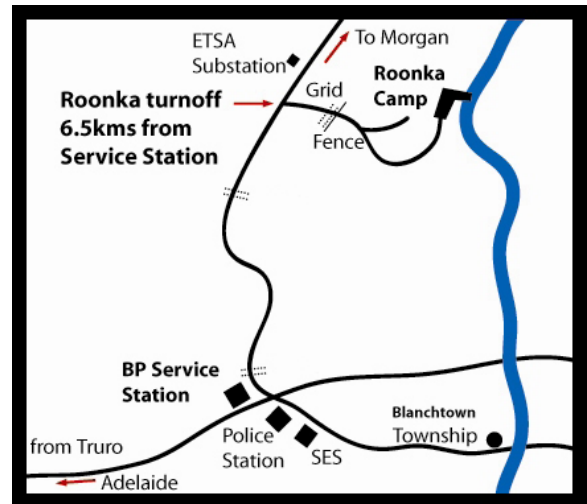 ETSA
Substation
To Morgan
Roonka
Camp
Grid
Roonka turnoff
6.5kms from
Service Station
Fence
BP Service
Station
Blanchtown
Township
Police
Station
SES
from Truro
Adelaide